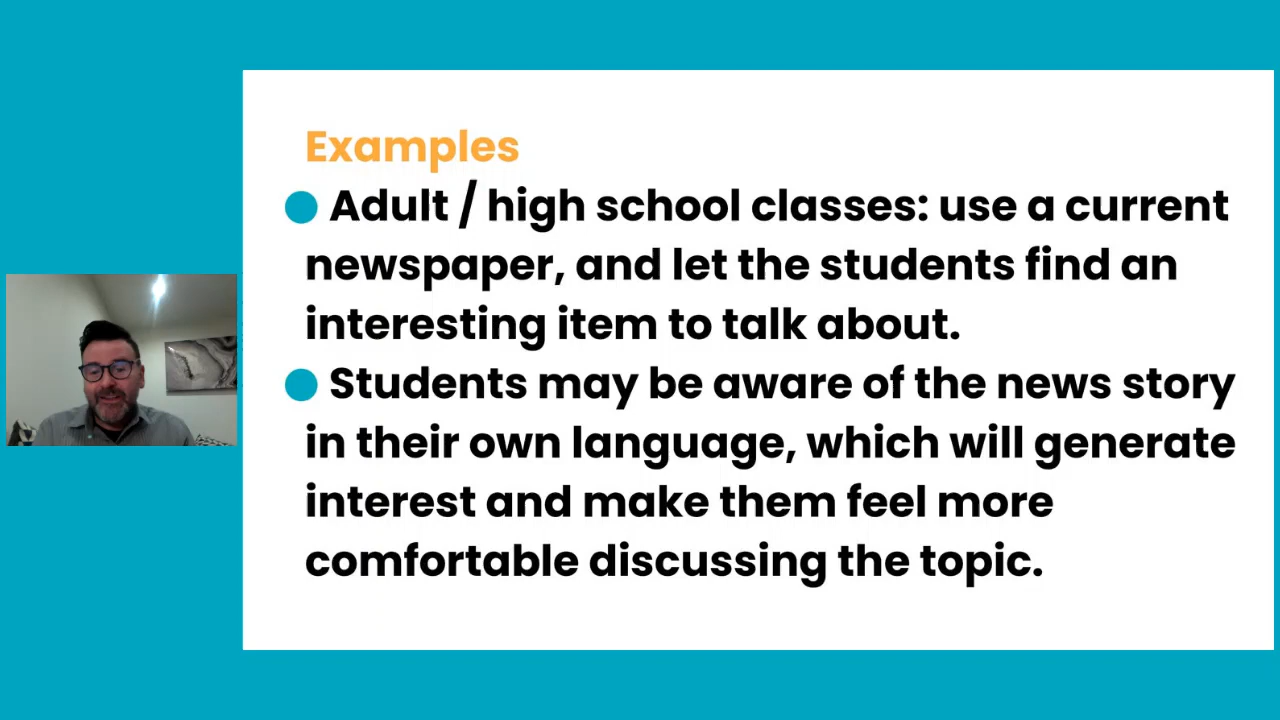 Examples
Adult / high school classes: use a current
newspaper, and let the students find an
interesting item to talk about.
Students may be aware of the news story
in their own language, which will generate
interest and make them feel more
comfortable discussing the topic.